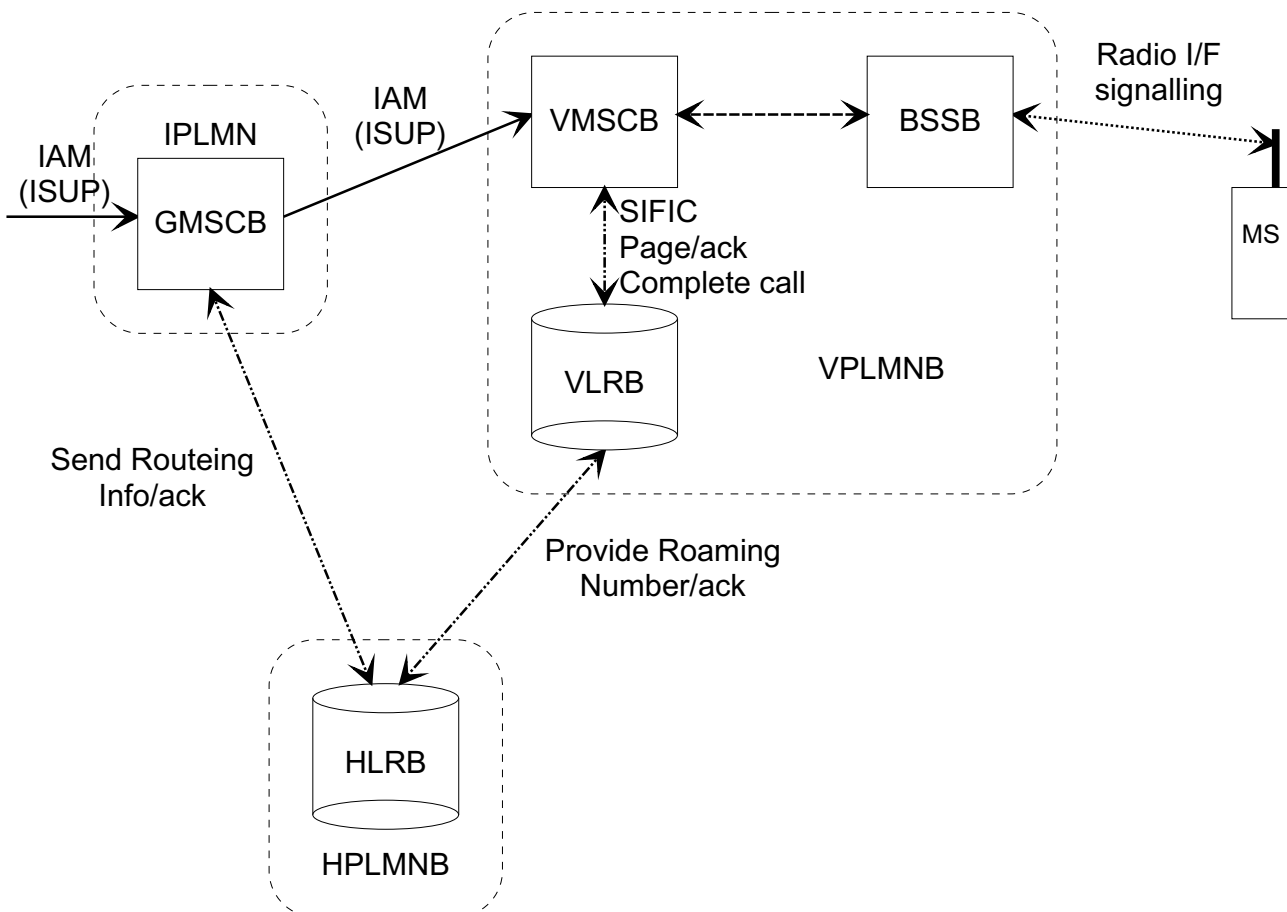 Radio I/F
signalling
IAM
(ISUP)
VMSCB
BSSB
IPLMN
IAM
(ISUP)
GMSCB
SIFIC
Page/ack
Complete call
MS
VLRB
VPLMNB
Send Routeing
Info/ack
Provide Roaming
Number/ack
HLRB
HPLMNB